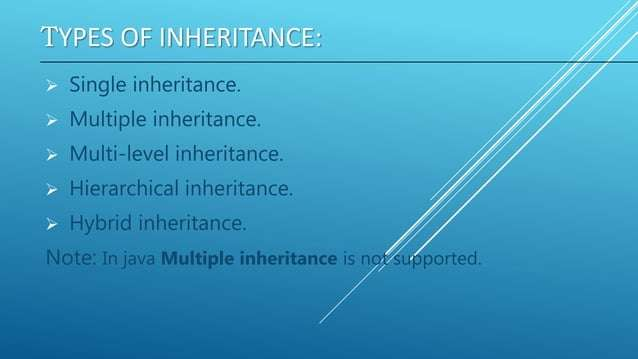 TYPES OF INHERITANCE:
Single inheritance.
Multiple inheritance.
Multi-level inheritance.
Hierarchical inheritance.
Hybrid inheritance.
Note: In java Multiple inheritance is not supported.